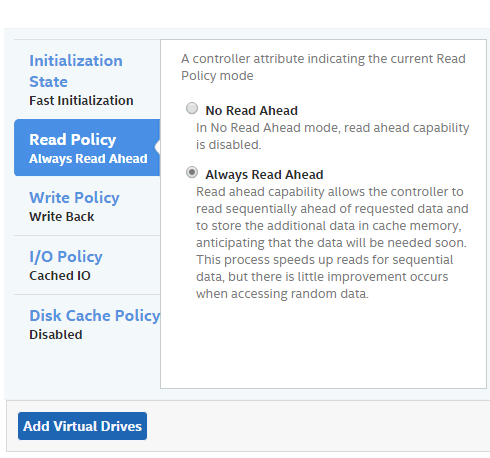 Initialization
State
Fast Initialization
Read Policy
Always Read Ahead
Write Policy
Write Back
I/O Policy
Cached IO
Disk Cache Policy
Disabled
A controller attribute indicating the current Read
Policy mode
No Read Ahead
In No Read Ahead mode, read ahead capability
is disabled.
Always Read Ahead
Read ahead capability allows the controller to
read sequentially ahead of requested data and
to store the additional data in cache memory,
anticipating that the data will be needed soon.
This process speeds up reads for sequential
data, but there is little improvement occurs
when accessing random data.
Add Virtual Drives